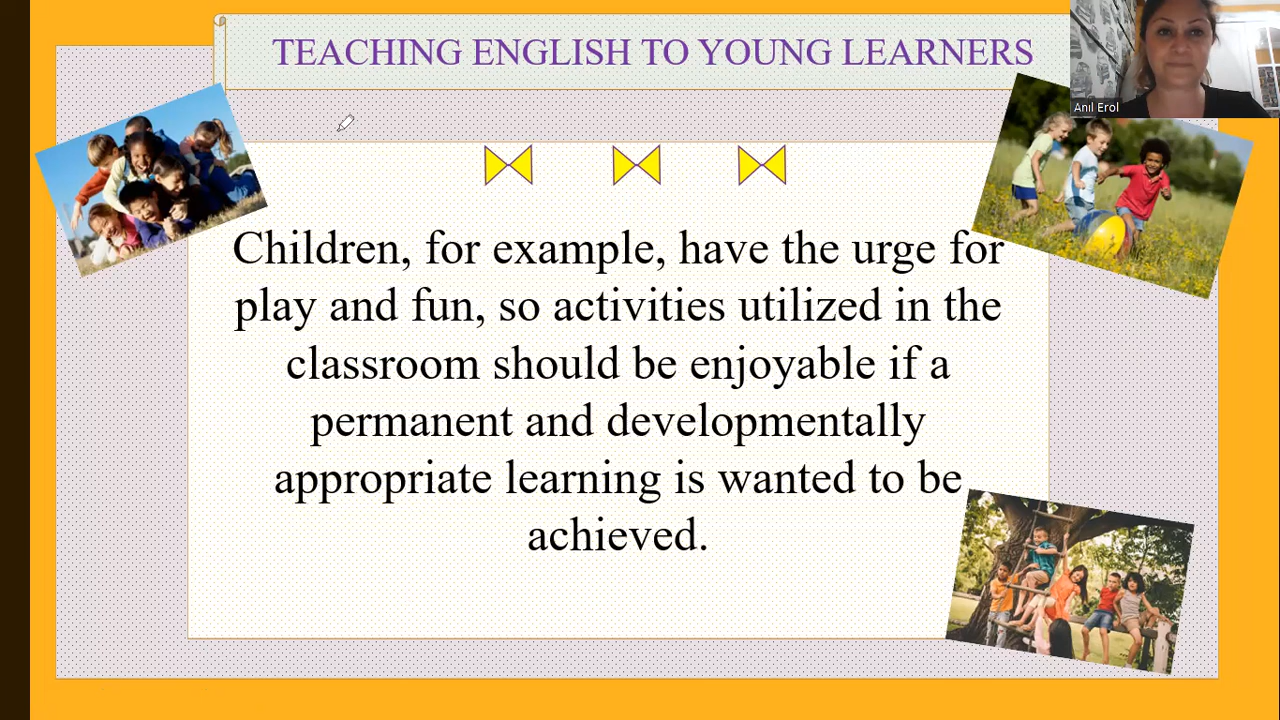 TEACHING ENGLISH TO YOUNG LEARNERS
Anıl Erol
Children, for example, have the urge for
play and fun, so activities utilized in the
classroom should be enjoyable if a
permanent and developmentally
appropriate learning is wanted to be
achieved.